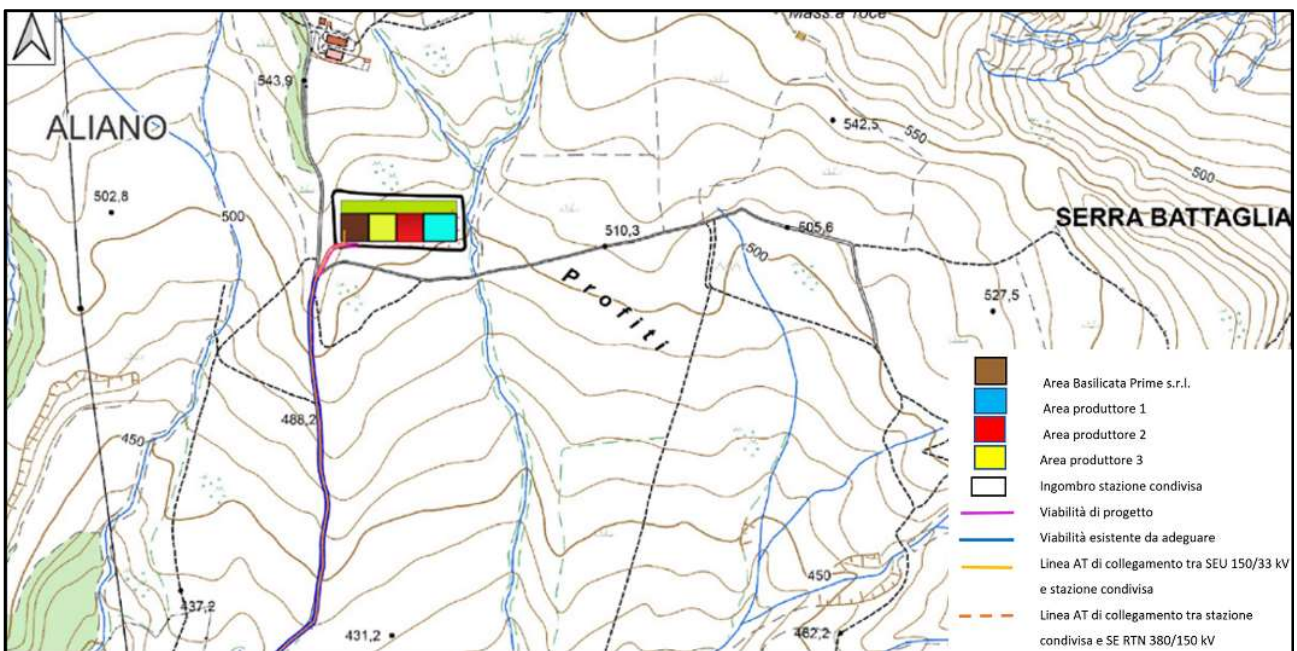 Mass.a Toce
543,9
ALIANO
542,5
550
500
502,8
500
SERRA BATTAGLIA
505,6
510,3
500
Profiti
527,5
488,2
450
450
437,2
431,2
462,2
Area Basilicata Prime s.r.l.
Area produttore 1
Area produttore 2
Area produttore 3
Ingombro stazione condivisa
Viabilità di progetto
Viabilità esistente da adeguare
Linea AT di collegamento tra SEU 150/33 kV
e stazione condivisa
Linea AT di collegamento tra stazione
condivisa e SE RTN 380/150 kV